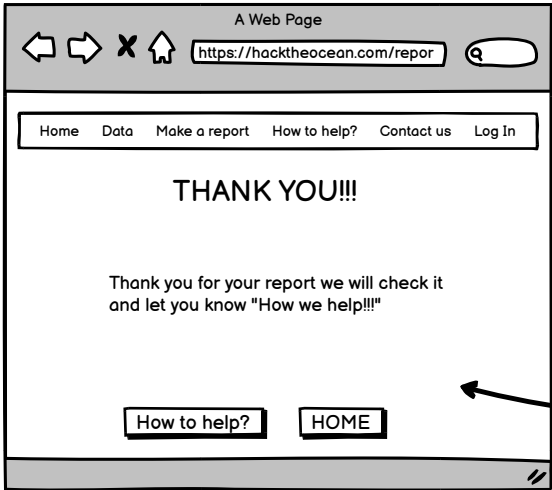 A Web Page
https://hacktheocean.com/repor
Home Data Make a report How to help? Contact us Log In
THANK YOU!!!
Thank you for your report we will check it
and let you know "How we help!!!"
How to help? HOME